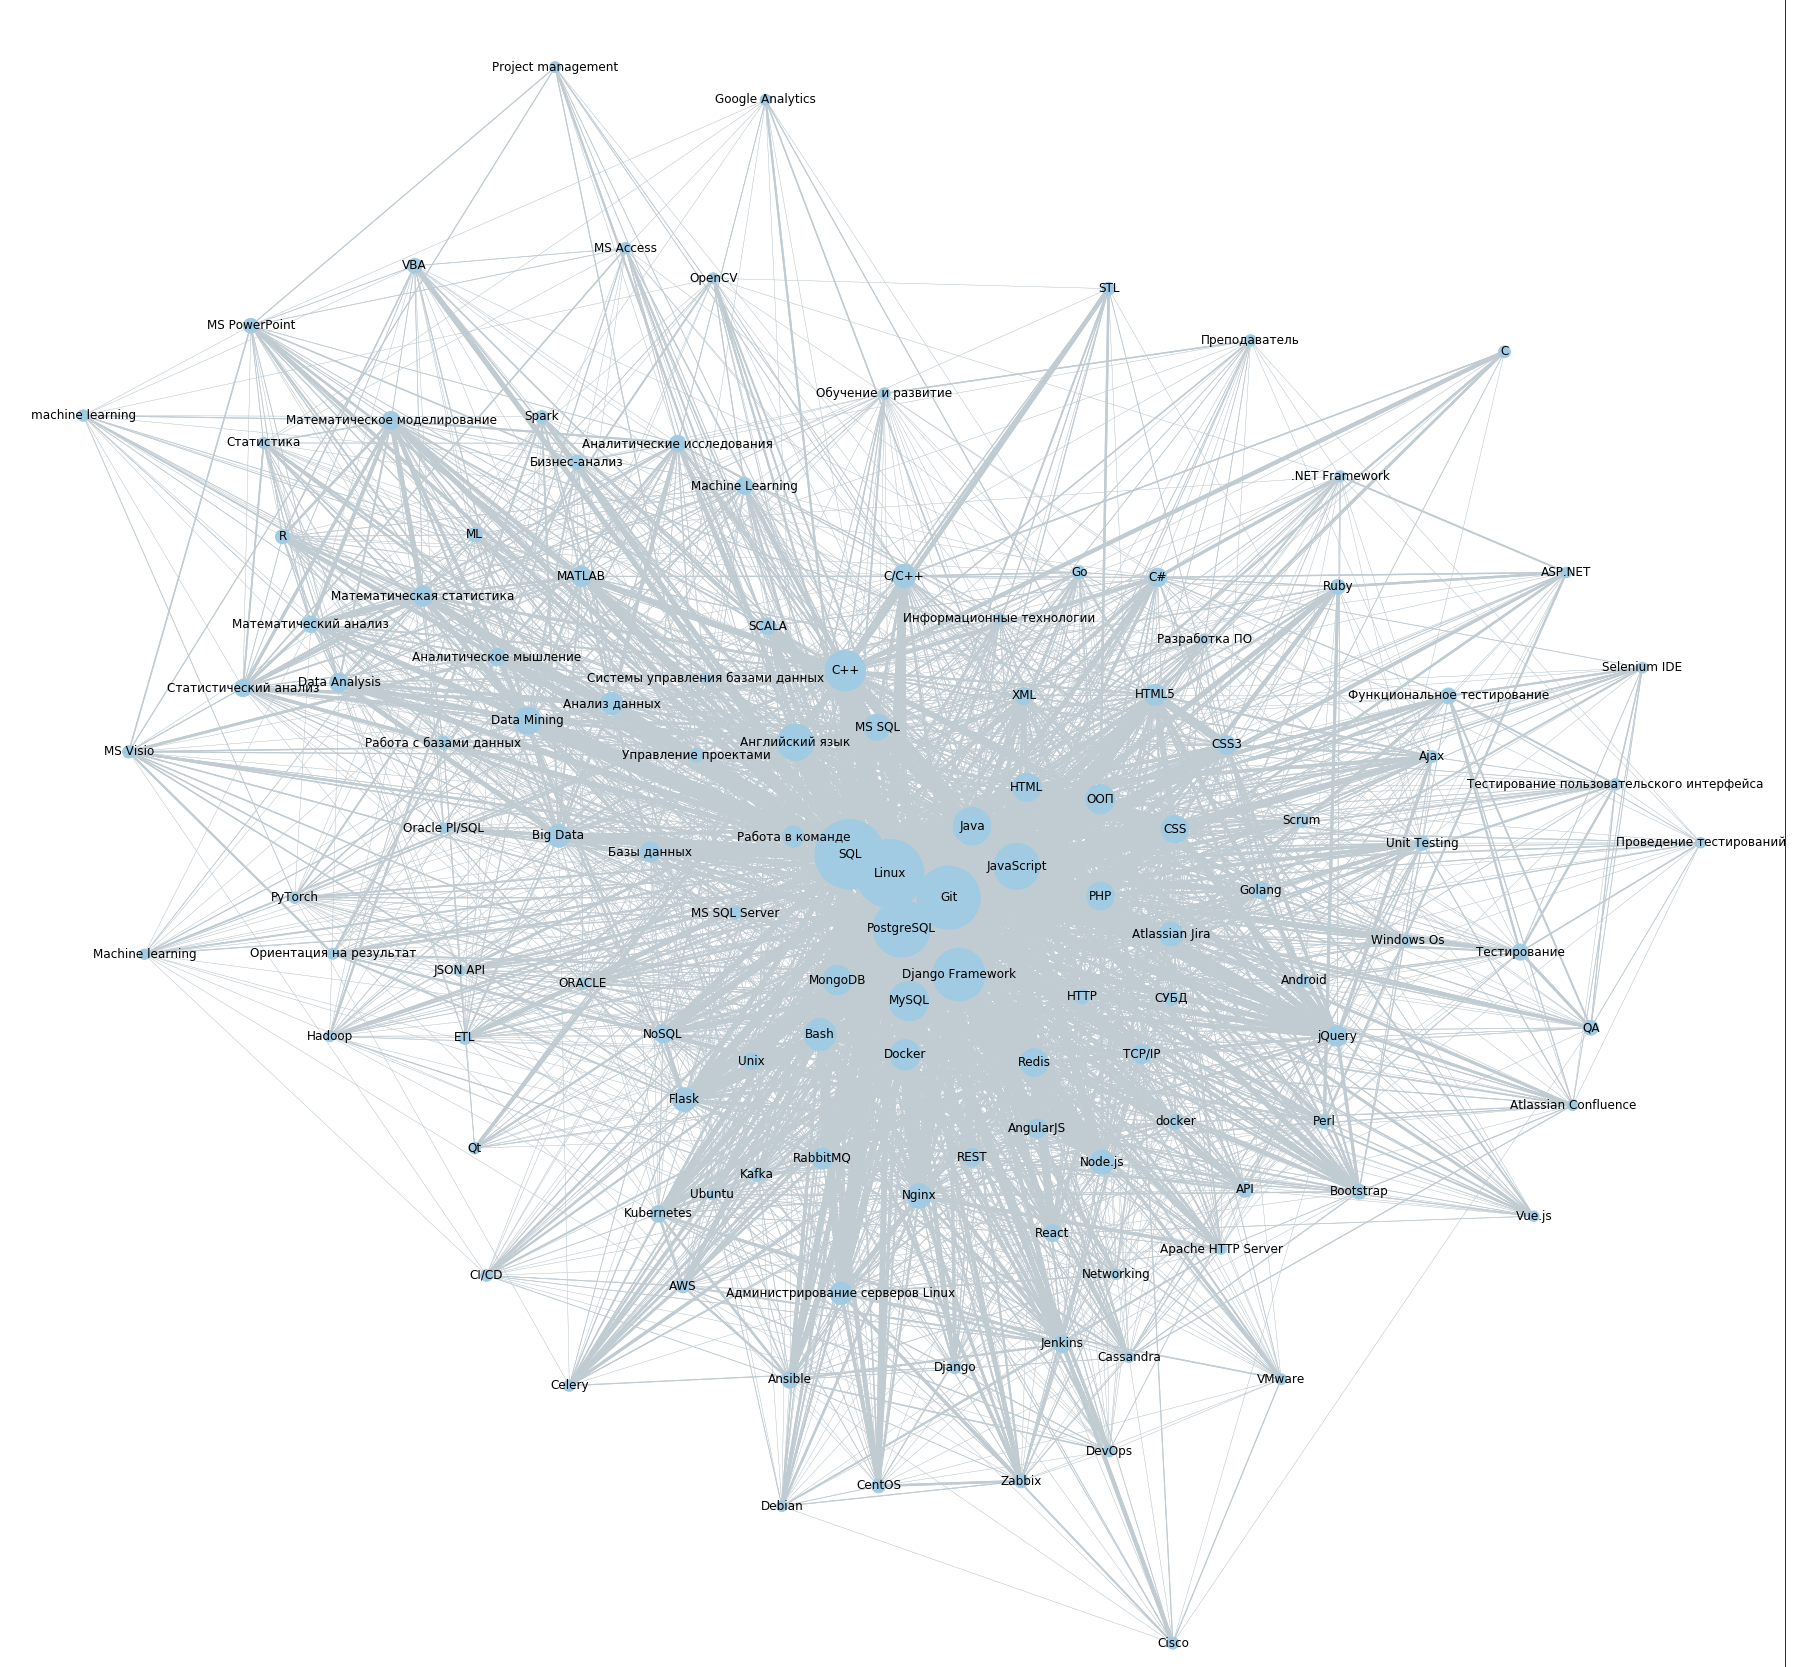 Project management
Google Analytics
MS Access
VBA
OpenCV
STL
MS PowerPoint
Преподаватель
C
Обучение и развитие
machine learning
Spark
Математическое моделирование
Статистика
Аналитические исследования
Бизнес-анализ
.NET Framework
Machine Learning
ML
R
Go
ASP.NET
MATLAB
C/C++
C#
Ruby
Математическая статистика
Информационные технологии
Математический анализ
SCALA
Разработка ПО
Аналитическое мышление
Selenium IDE
C++
Системы управления базами данных
Data Analysis
Статистический анализ
XML
HTML5
Функциональное тестирование
Анализ данных
Data Mining
MS SQL
Английский язык
Работа с базами данных
CSS3
MS Visio
Управление проектами
Ajax
Тестирование пользовательского интерфейса
HTML
ООП
Scrum
Oracle Pl/SQL
Java
CSS
Big Data
Работа в команде
Unit Testing
Проведение тестирований
Базы данных
SQL
JavaScript
Linux
Golang
PyTorch
Git
PHP
MS SQL Server
PostgreSQL
Atlassian Jira
Windows Os
Machine learning
Ориентация на результат
Тестирование
JSON API
Django Framework
ORACLE
MongoDB
Android
HTTP
СУБД
MySQL
QA
Hadoop
ETL
NoSQL
Bash
jQuery
Docker
TCP/IP
Unix
Redis
Flask
Atlassian Confluence
docker
Perl
AngularJS
Qt
RabbitMQ
REST
Node.js
Kafka
API
Bootstrap
Ubuntu
Nginx
Kubernetes
Vue.js
React
Apache HTTP Server
CI/CD
Networking
AWS
Администрирование серверов Linux
Jenkins
Cassandra
Django
Ansible
VMware
Celery
DevOps
Zabbix
CentOS
Debian
Cisco